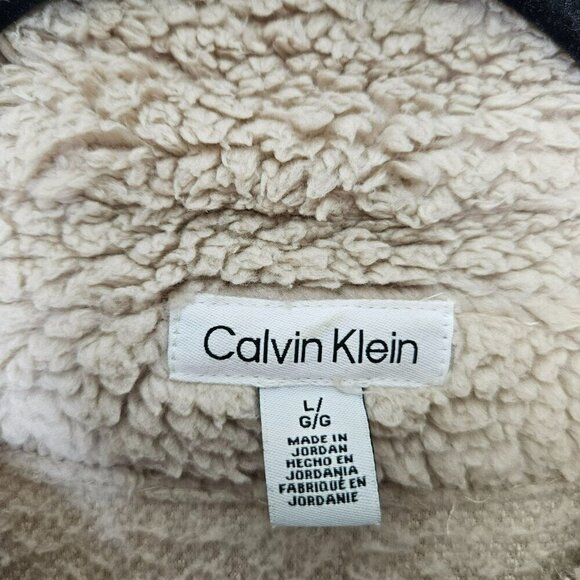 Calvin Klein
L/
G/G
MADE IN
JORDAN
HECHO EN
JORDANIA
FABRIQUÉ EN
JORDANIE